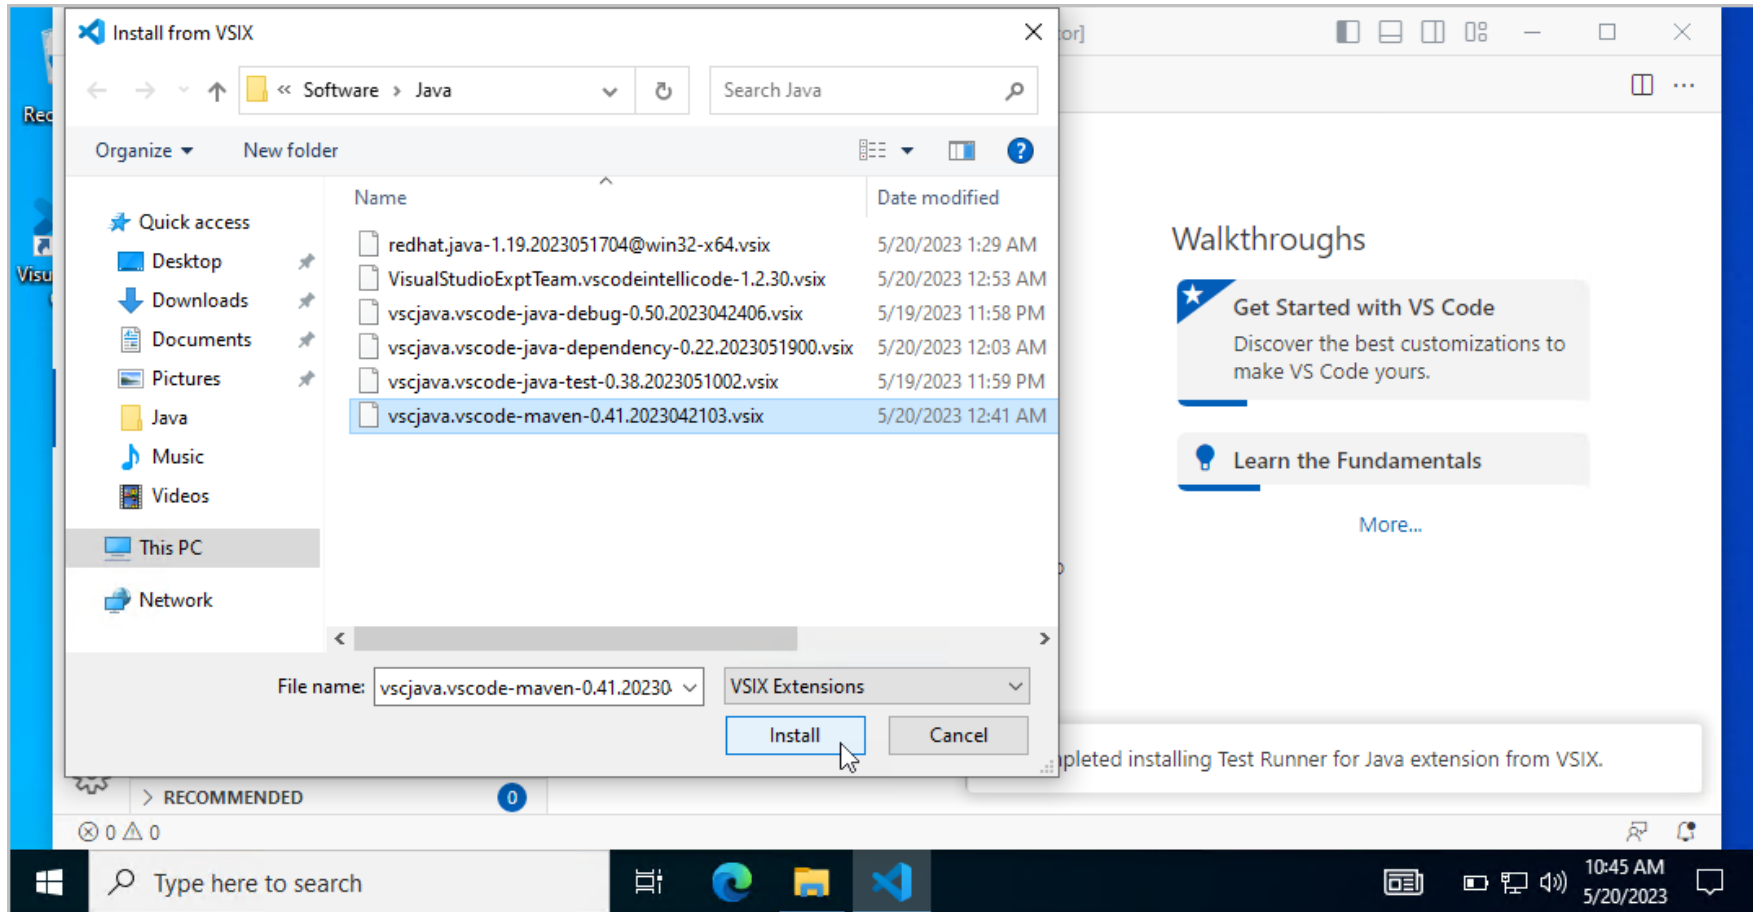 Install from VSIX
tor]
« Software > Java
Search Java
Organize
New folder
Name
Date modified
Quick access
Desktop
Downloads
Documents
Pictures
Java
Music
Videos
This PC
Network
redhat.java-1.19.2023051704@win32-x64.vsix 5/20/2023 1:29 AM
VisualStudioExptTeam.vscodeintellicode-1.2.30.vsix 5/20/2023 12:53 AM
vscjava.vscode-java-debug-0.50.2023042406.vsix 5/19/2023 11:58 PM
vscjava.vscode-java-dependency-0.22.2023051900.vsix 5/20/2023 12:03 AM
vscjava.vscode-java-test-0.38.2023051002.vsix 5/19/2023 11:59 PM
vscjava.vscode-maven-0.41.2023042103.vsix 5/20/2023 12:41 AM
File name:
vscjava.vscode-maven-0.41.20230
VSIX Extensions
Install
Cancel
Rec
Visu
Walkthroughs
Get Started with VS Code
Discover the best customizations to
make VS Code yours.
Learn the Fundamentals
More...
pleted installing Test Runner for Java extension from VSIX.
> RECOMMENDED
0
0
0
Type here to search
10:45 AM
5/20/2023